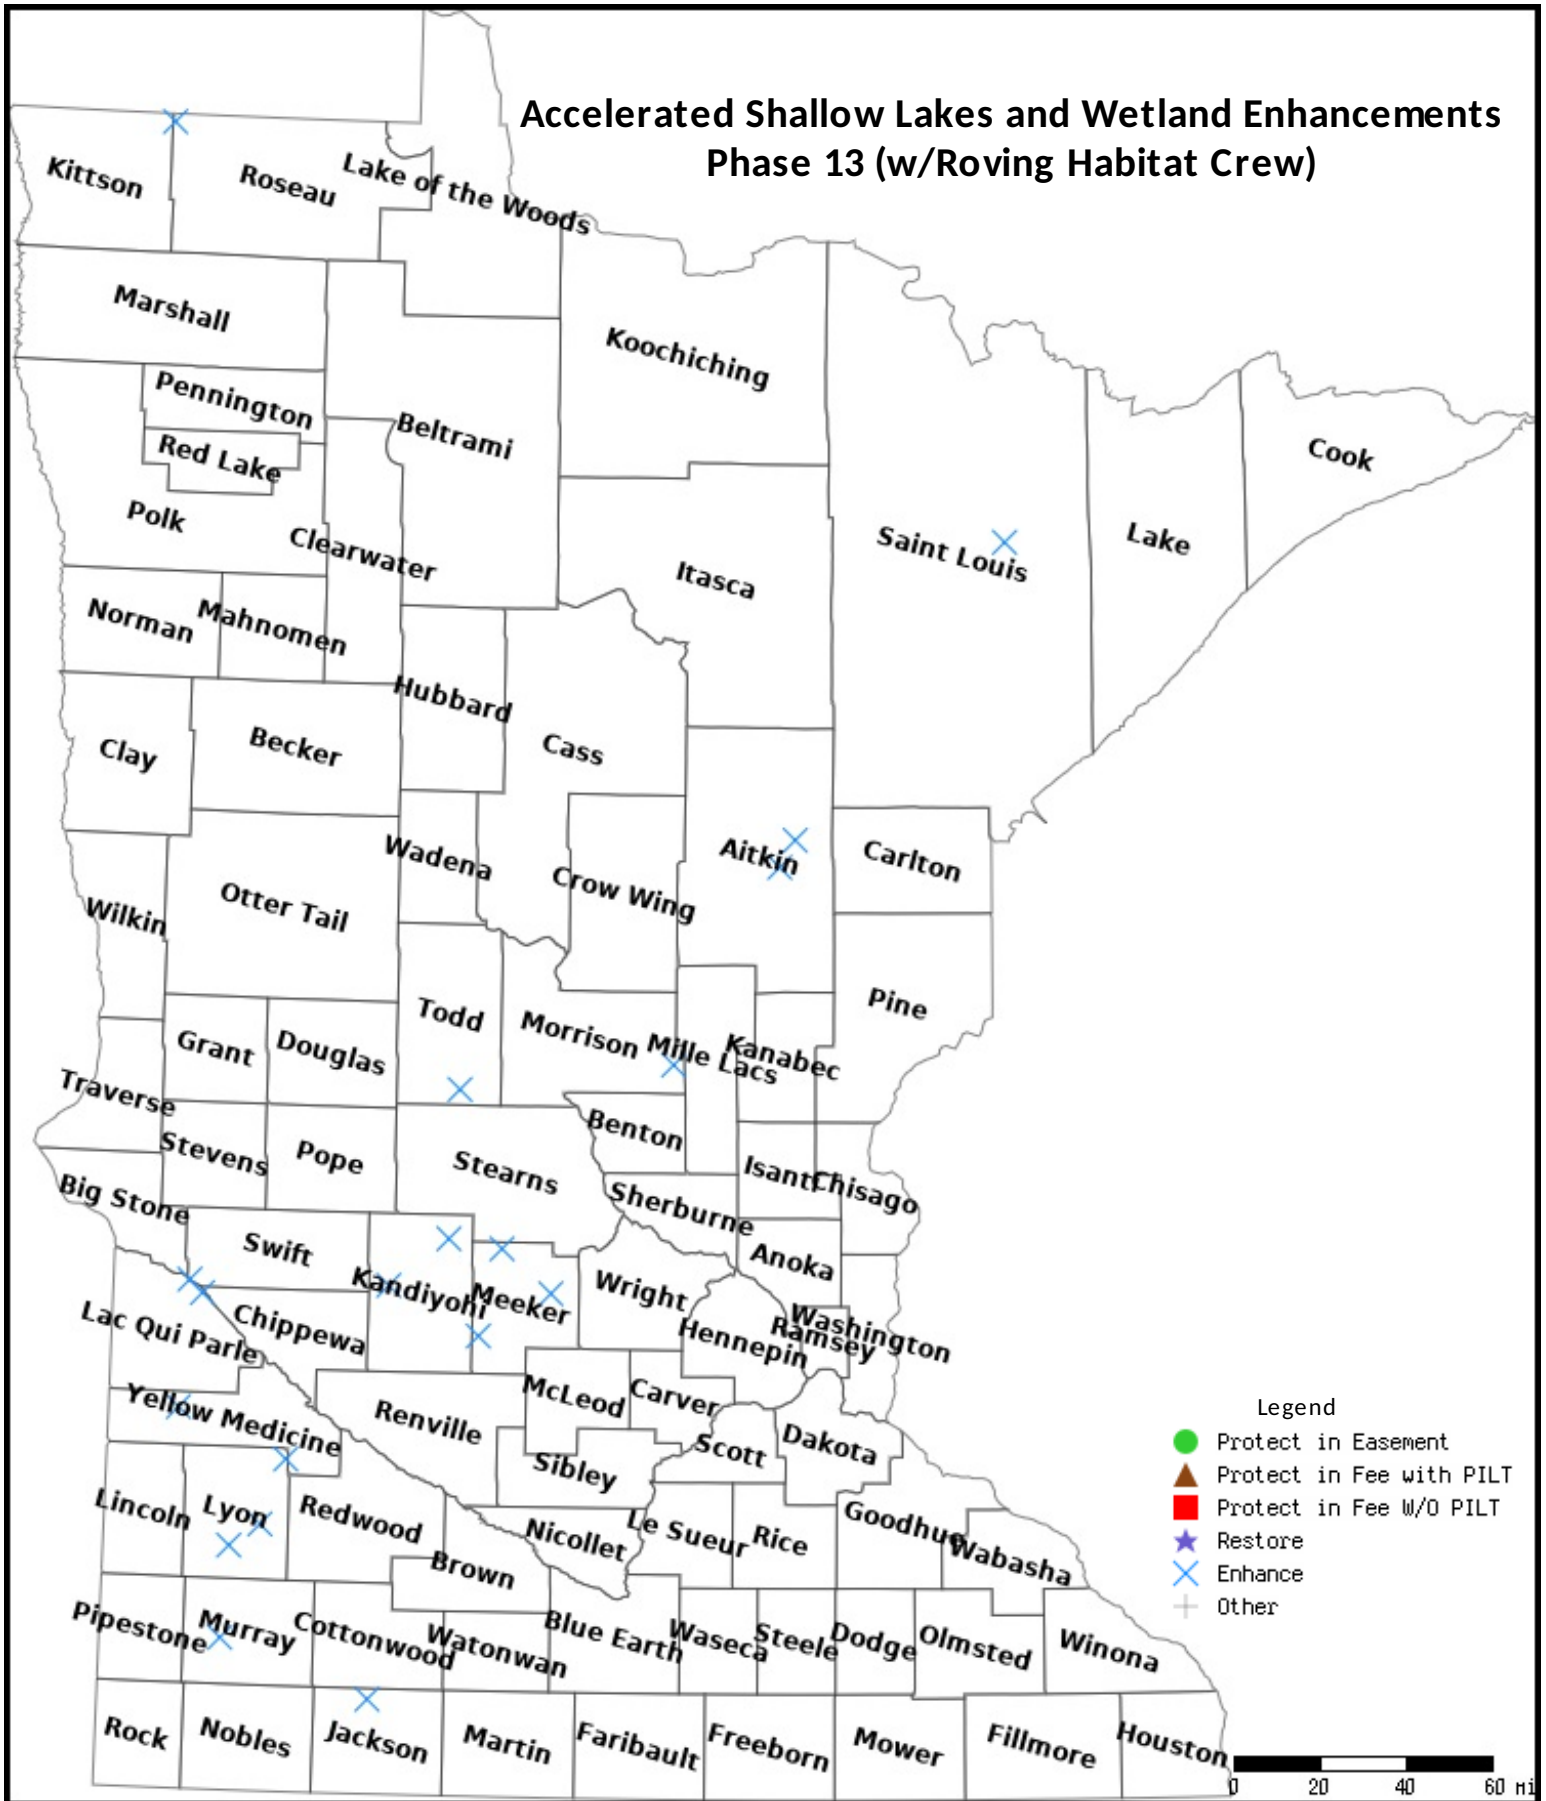 Accelerated Shallow Lakes and Wetland Enhancements
Phase 13 (w/Roving Habitat Crew)
Kittson
Roseau
Lake of the Woods
Marshall
Koochiching
Pennington
Beltrami
Red Lake
Cook
Polk
Clearwater
Saint Louis
Lake
Itasca
Norman
Mahnomen
Hubbard
Clay
Becker
Cass
Wadena
Aitkin
Carlton
Crow Wing
Otter Tail
Wilkin
Todd
Pine
Morrison
Mille Lacs
Kanabec
Grant
Douglas
Traverse
Benton
Stevens
Pope
Stearns
Isanti
Chisago
Big Stone
Sherburne
Swift
Anoka
Kandiyohi
Meeker
Wright
Washington
Ramsey
Hennepin
Chippewa
Lac Qui Parle
McLeod
Carver
Yellow Medicine
Renville
Scott
Dakota
Sibley
Legend
Protect in Easement
Protect in Fee with PILT
Protect in Fee W/O PILT
Restore
Enhance
Other
Lincoln
Lyon
Redwood
Nicollet
Le Sueur
Rice
Goodhue
Wabasha
Brown
Pipestone
Murray
Cottonwood
Watonwan
Blue Earth
Waseca
Steele
Dodge
Olmsted
Winona
Rock
Nobles
Jackson
Martin
Faribault
Freeborn
Mower
Fillmore
Houston
0 20 40 60 mi